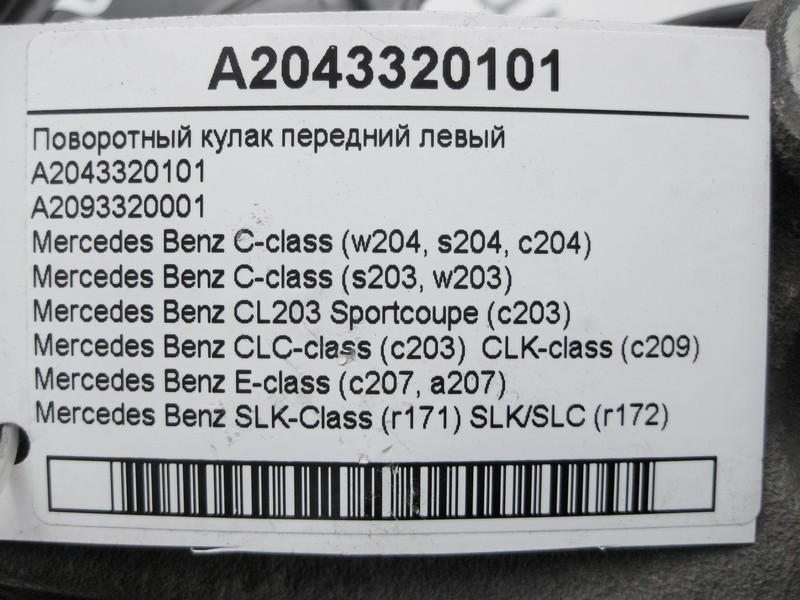 A2043320101
Поворотный кулак передний левый
A2043320101
A2093320001
Mercedes Benz C-class (w204, s204, c204)
Mercedes Benz C-class (s203, w203)
Mercedes Benz CL203 Sportcoupe (c203)
Mercedes Benz CLC-class (c203) CLK-class (c209)
Mercedes Benz E-class (c207, a207)
Mercedes Benz SLK-Class (r171) SLK/SLC (r172)